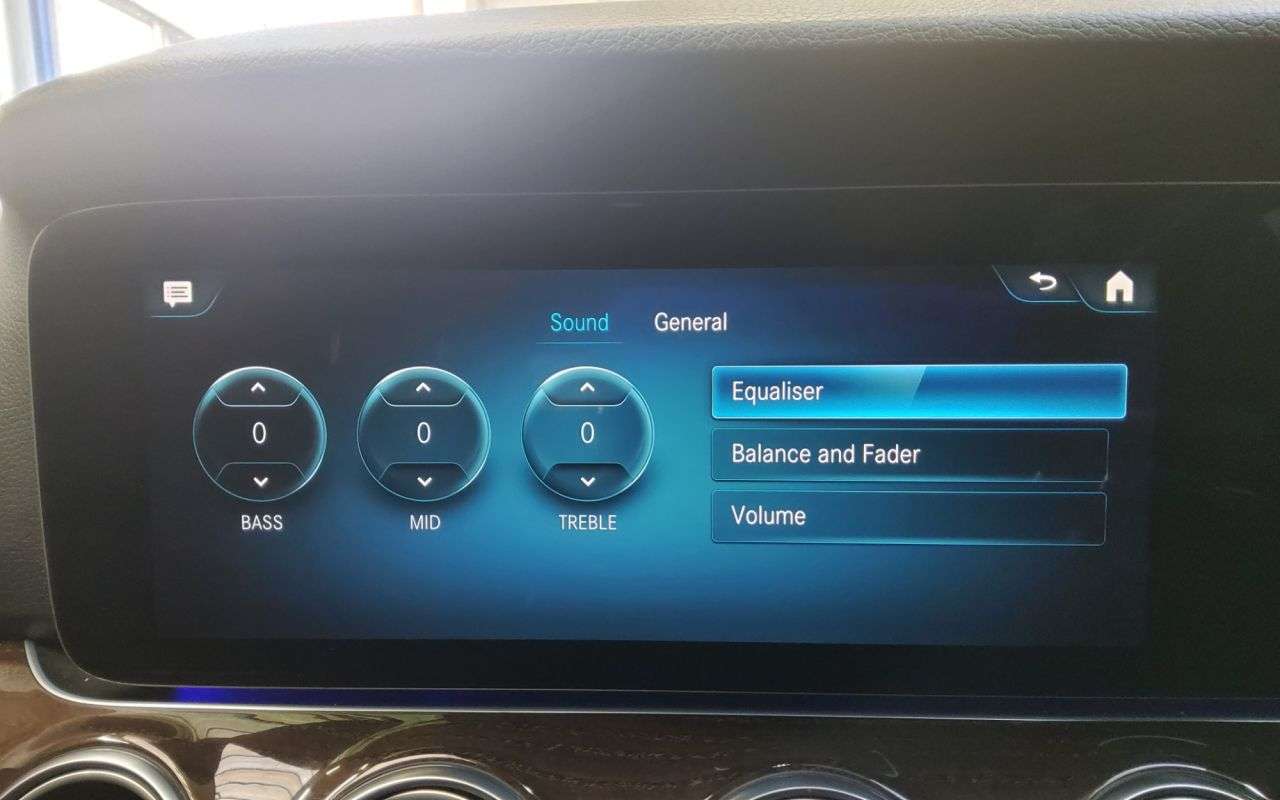 Sound General
0 0 0
BASS MID TREBLE
Equaliser
Balance and Fader
Volume